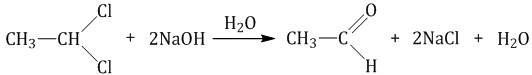 Cl O
H₂O
CH₃—CH + 2NaOH ⟶ CH₃—C + 2NaCl + H₂O
Cl H